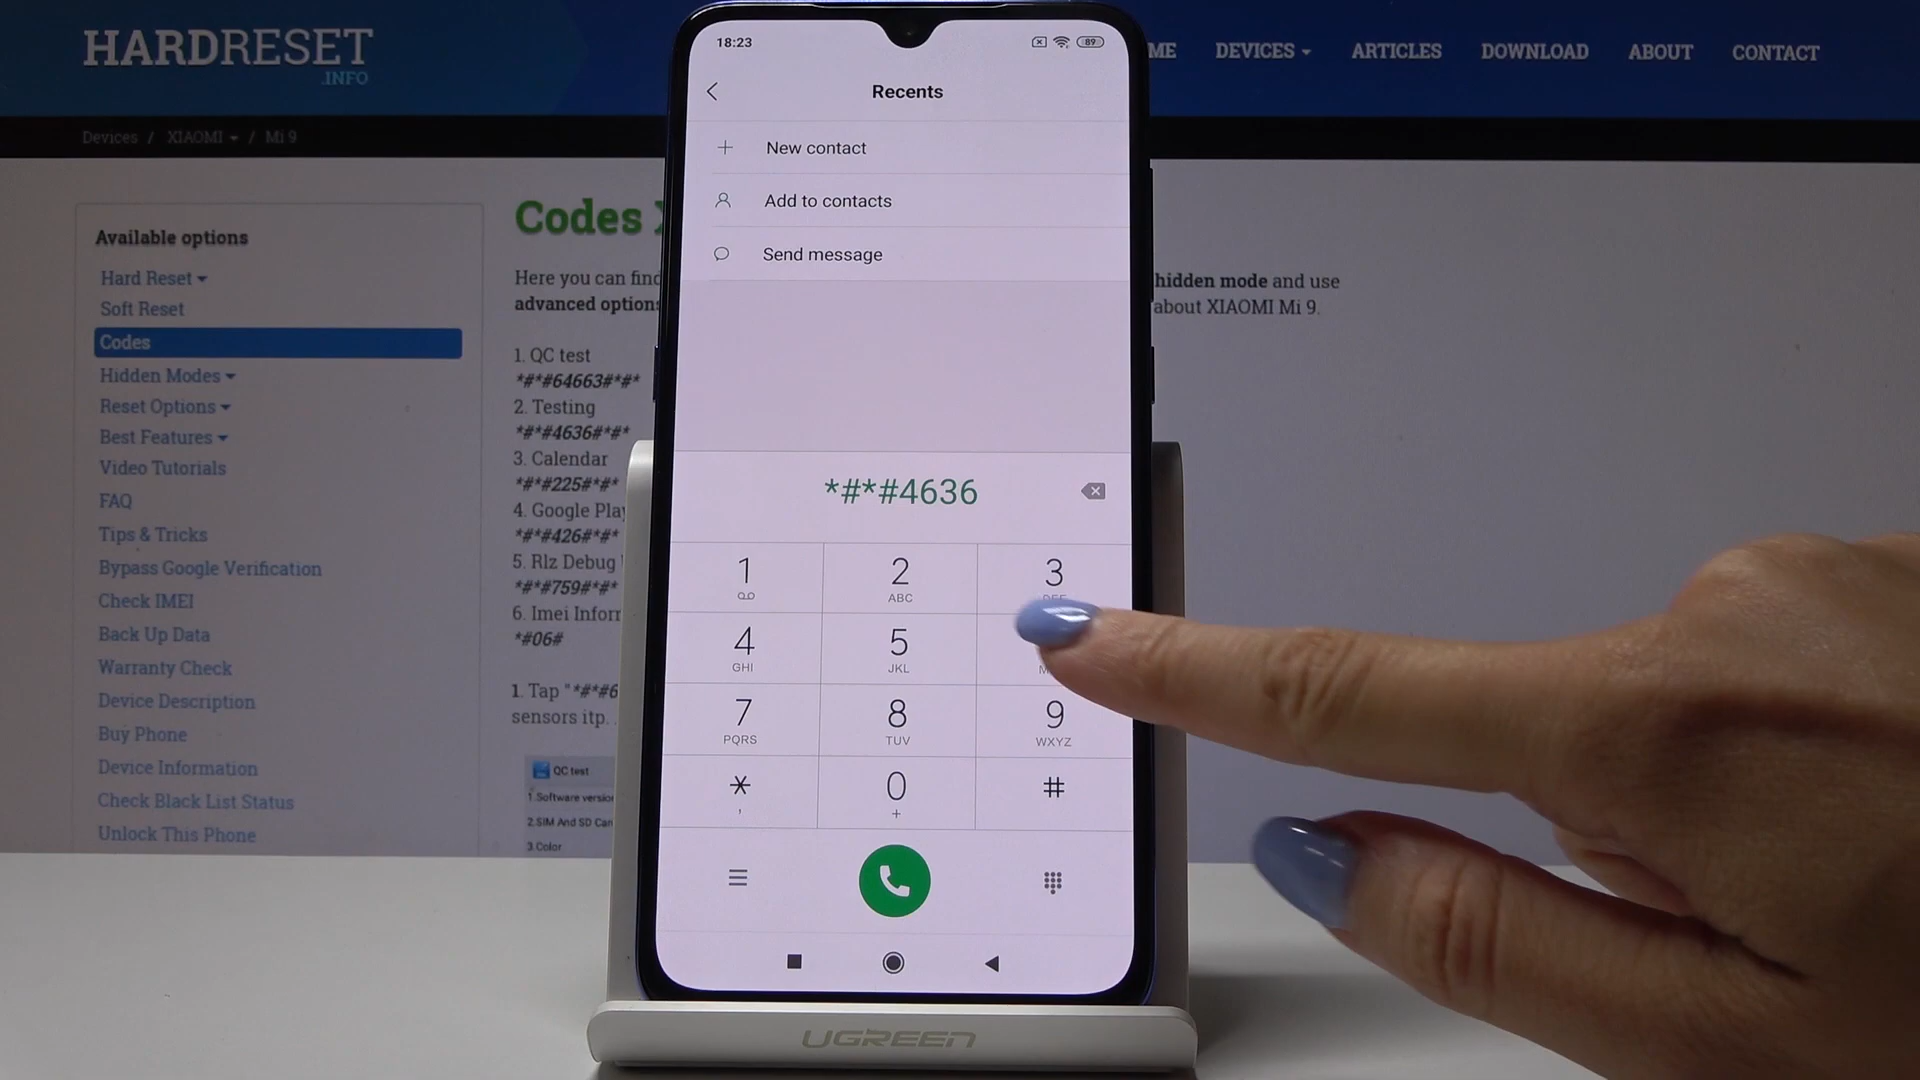 HARDRESET
.INFO
DEVICES
ARTICLES
DOWNLOAD
ABOUT
CONTACT
Devices / XIAOMI / Mi 9
Available options
Hard Reset
Soft Reset
Codes
Hidden Modes
Reset Options
Best Features
Video Tutorials
FAQ
Tips & Tricks
Bypass Google Verification
Check IMEI
Back Up Data
Warranty Check
Device Description
Buy Phone
Device Information
Check Black List Status
Unlock This Phone
Codes
Here you can find
hidden mode and use
advanced options
about XIAOMI Mi 9.
1. QC test
*#*#64663#*#*
2. Testing
*#*#4636#*#*
3. Calendar
*#*#225#*#*
4. Google Play
*#*#426#*#*
5. Rlz Debug
*#*#759#*#*
6. Imei Inform
*#06#
1. Tap "*#*#6
sensors itp.
QC test
1.Software version
2.SIM And SD Car
3.Color
18:23
89
Recents
New contact
Add to contacts
Send message
*#*#4636
1
2
ABC
3
DEF
4
GHI
5
JKL
7
PQRS
8
TUV
9
WXYZ
*
,
0
+
#
UGREEN